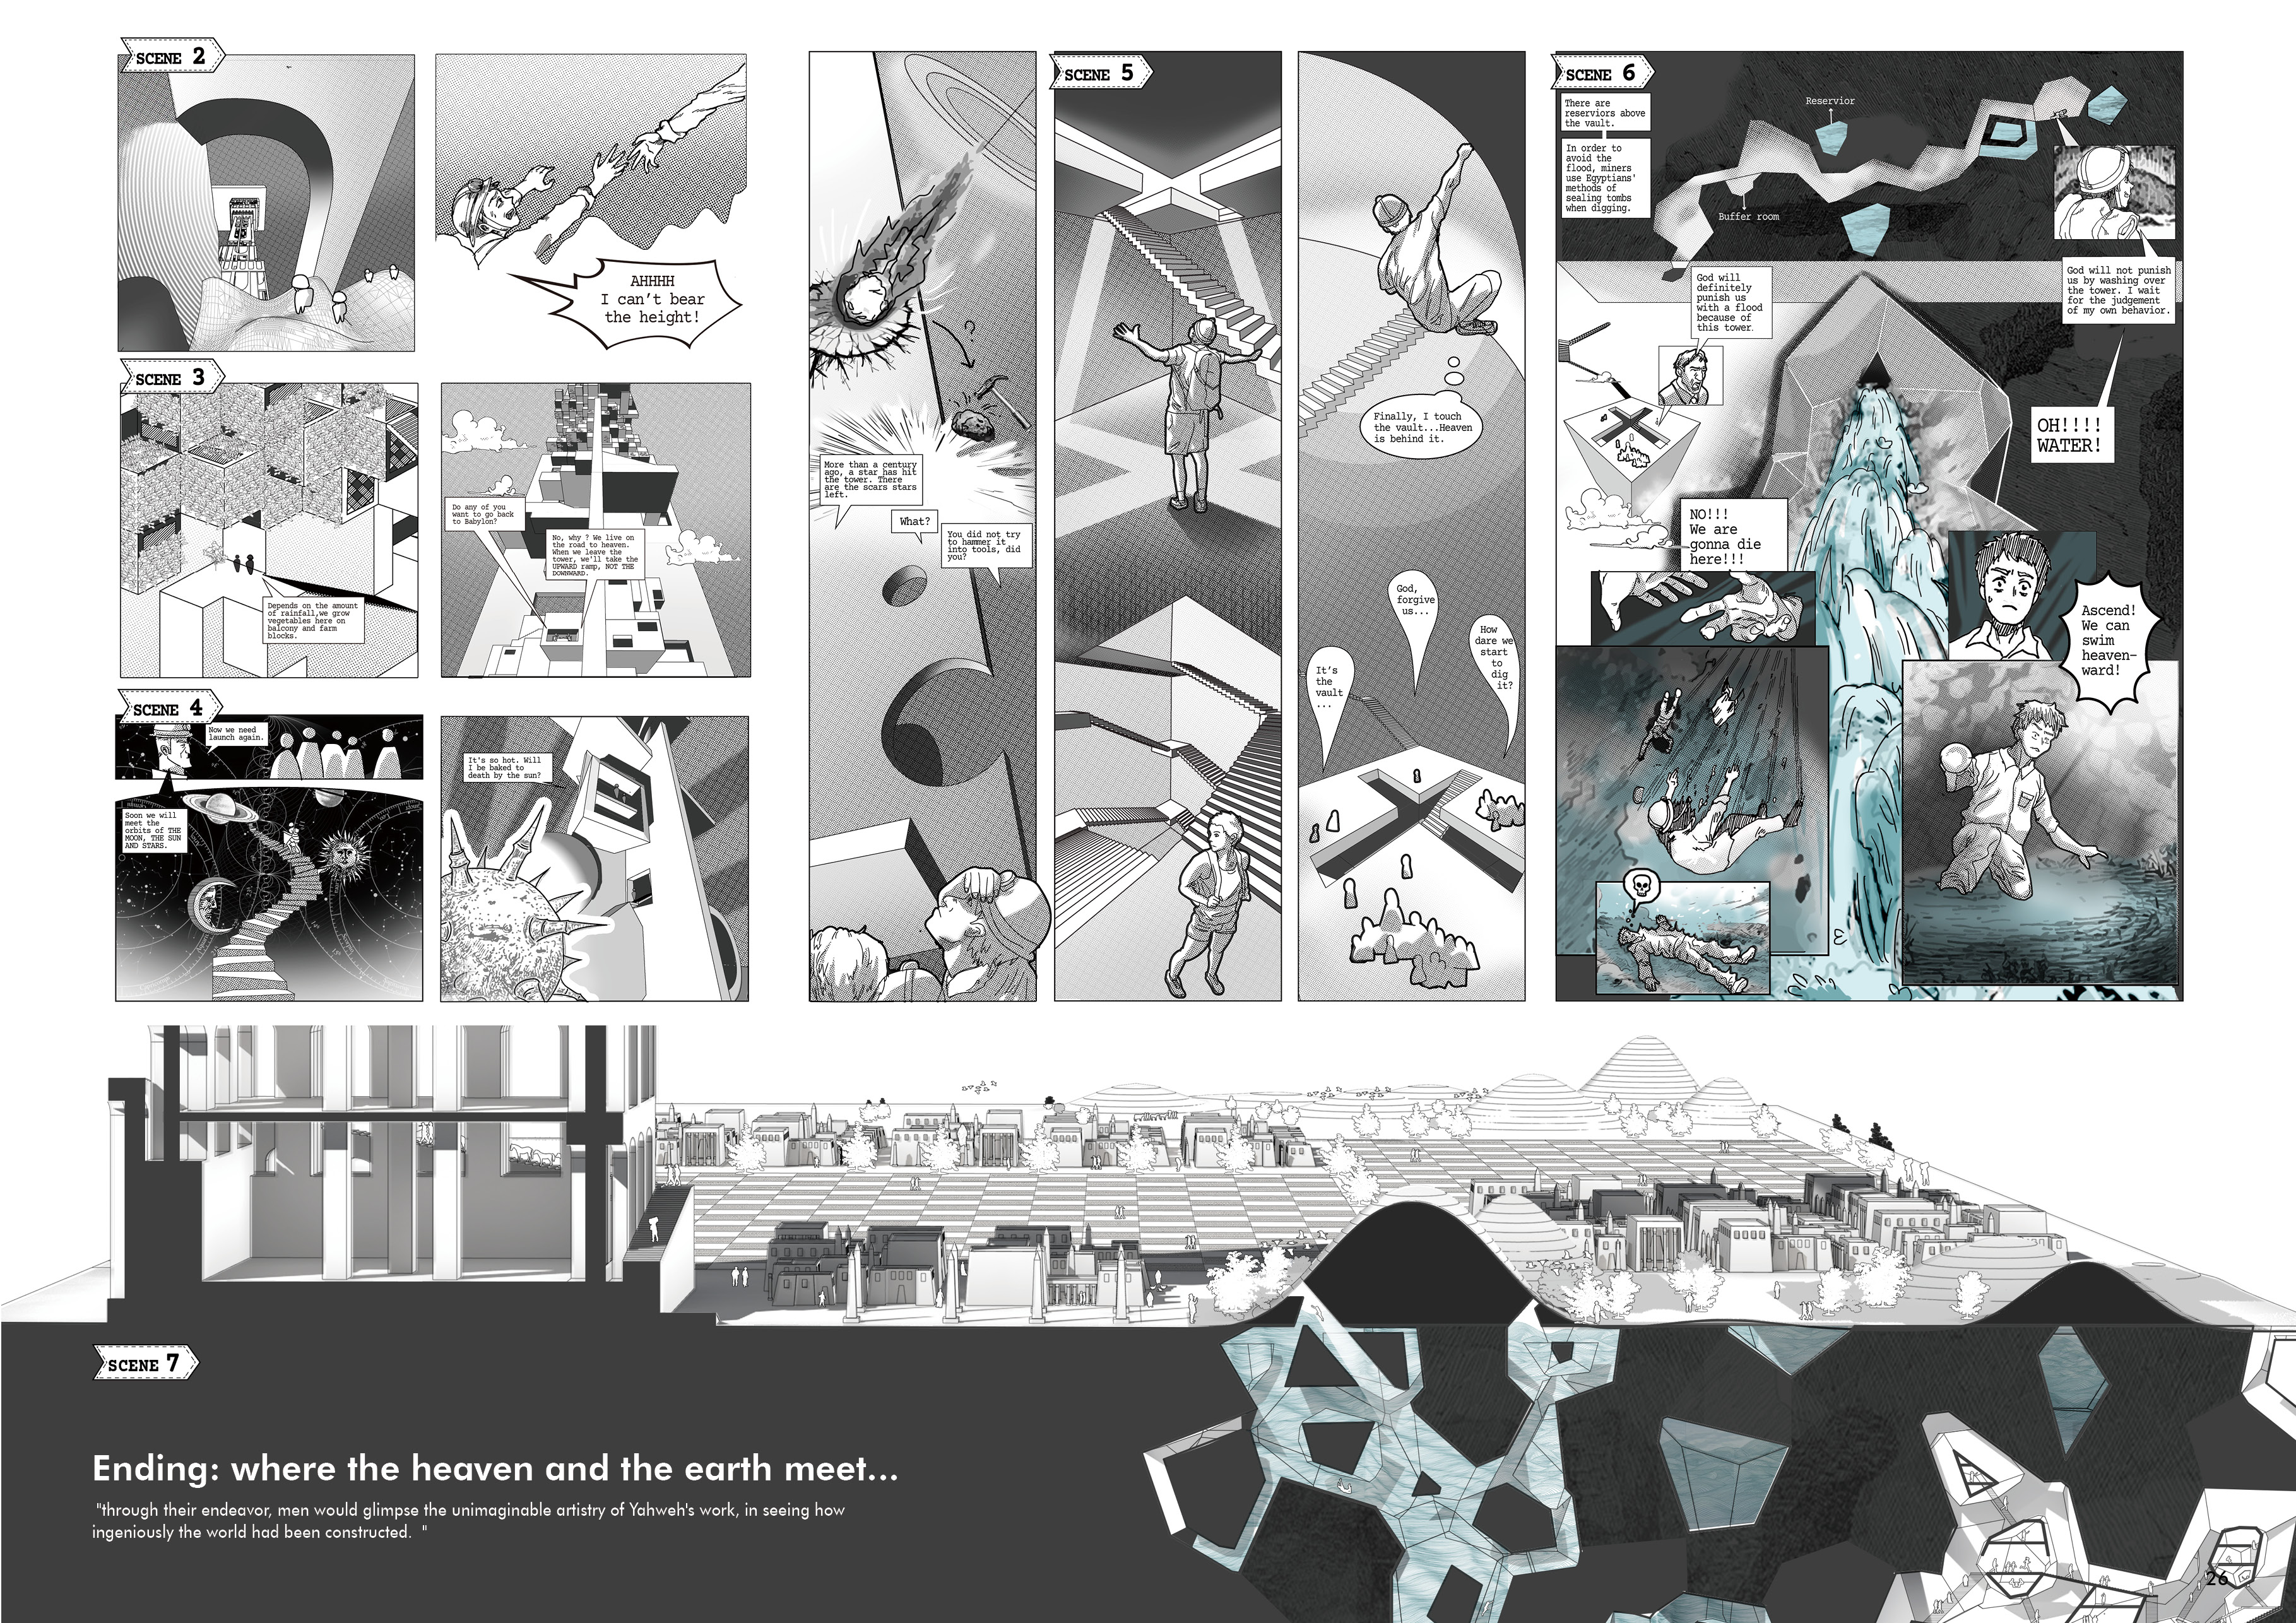 SCENE 2
AHHHH
I can't bear
the height!
SCENE 3
Depends on the amount
of rainfall,we grow
vegetables here on
balcony and farm
blocks.
Do any of you
want to go back
to Babylon?
No, why ? We live on
the road to heaven.
When we leave the
tower, we'll take the
UPWARD ramp, NOT THE
DOWNWARD.
SCENE 4
Now we need
launch again.
Soon we will
meet the
orbits of THE
MOON, THE SUN
AND STARS.
It's so hot. Will
I be baked to
death by the sun?
?
More than a century
ago, a star has hit
the tower. There
are the scars stars
left.
What?
You did not try
to hammer it
into tools, did
you?
SCENE 5
Finally, I touch
the vault...Heaven
is behind it.
God,
forgive
us...
How
dare we
start
to
dig
it?
It's
the
vault
...
SCENE 6
There are
reserviors above
the vault.
In order to
avoid the
flood, miners
use Egyptians'
methods of
sealing tombs
when digging.
Reservior
Buffer room
God will
definitely
punish us
with a flood
because of
this tower.
God will not punish
us by washing over
the tower. I wait
for the judgement
of my own behavior.
OH!!!!
WATER!
NO!!!
We are
gonna die
here!!!
Ascend!
We can
swim
heaven-
ward!
SCENE 7
Ending: where the heaven and the earth meet...
"through their endeavor, men would glimpse the unimaginable artistry of Yahweh's work, in seeing how
ingeniously the world had been constructed. "
26